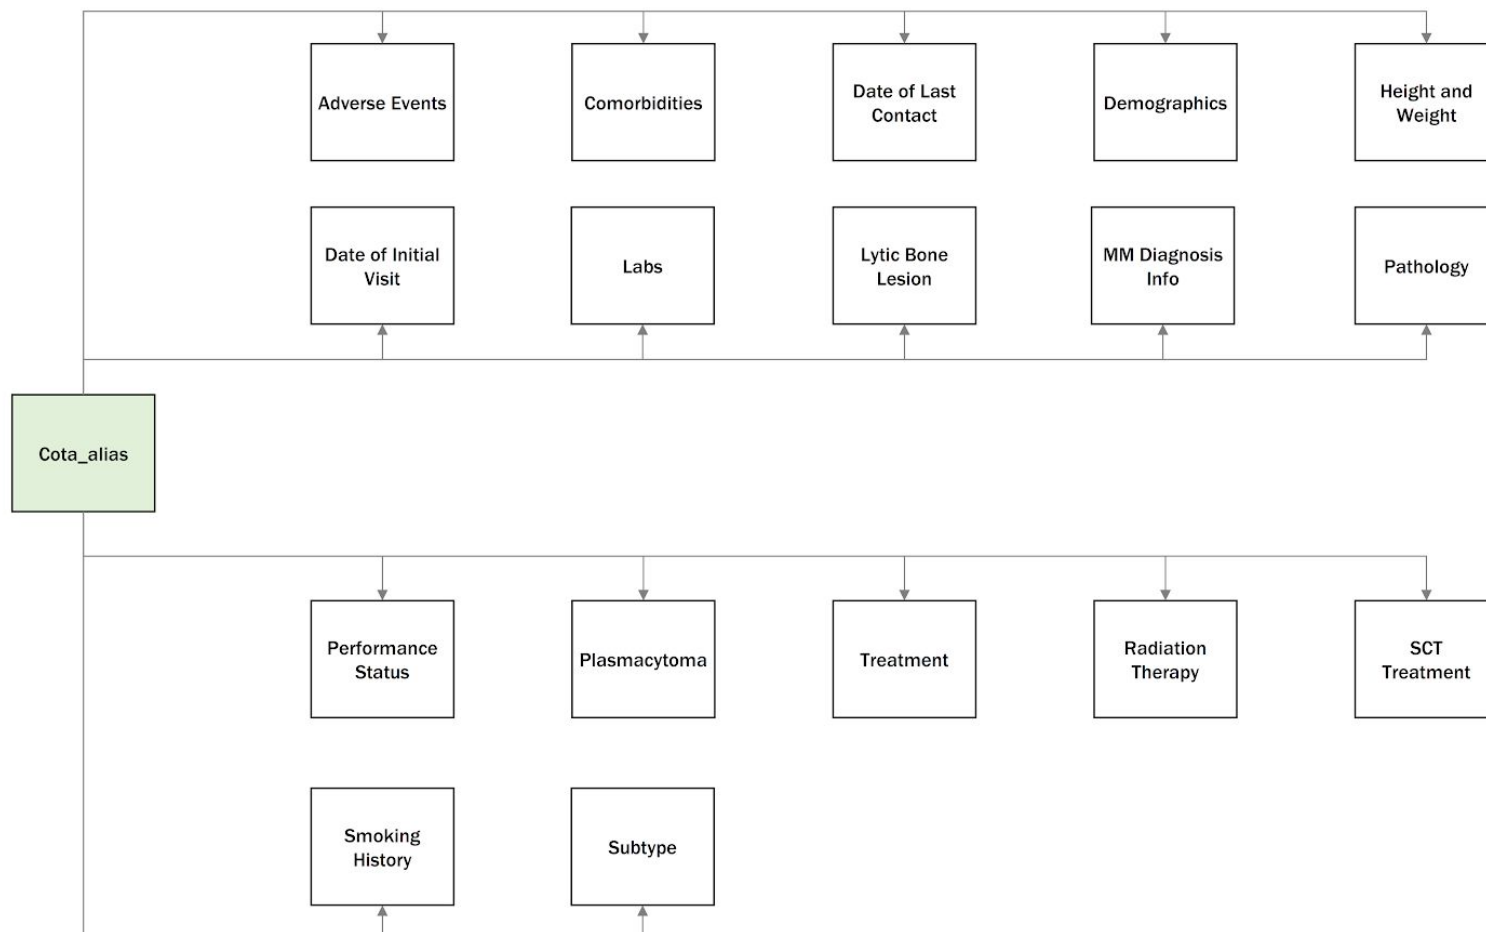 Adverse Events
Comorbidities
Date of Last
Contact
Demographics
Height and
Weight
Date of Initial
Visit
Labs
Lytic Bone
Lesion
MM Diagnosis
Info
Pathology
Cota_alias
Performance
Status
Plasmacytoma
Treatment
Radiation
Therapy
SCT
Treatment
Smoking
History
Subtype